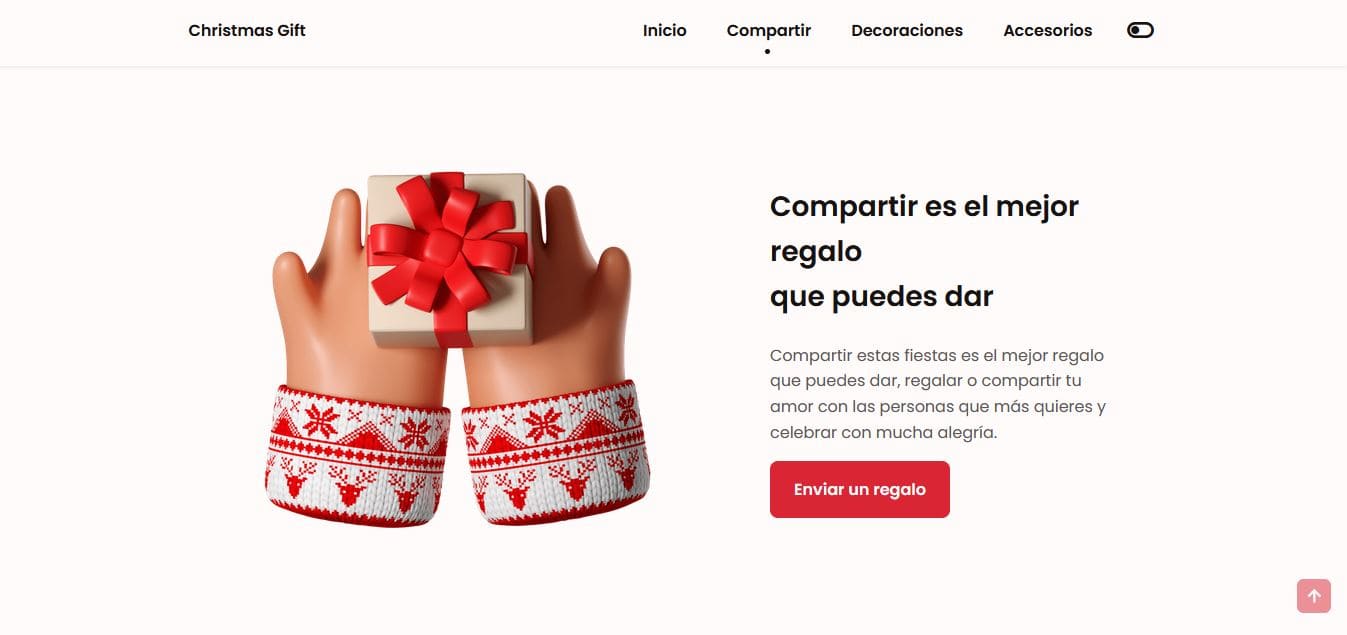 Christmas Gift
Inicio
Compartir
Decoraciones
Accesorios
Compartir es el mejor
regalo
que puedes dar
Compartir estas fiestas es el mejor regalo
que puedes dar, regalar o compartir tu
amor con las personas que más quieres y
celebrar con mucha alegría.
Enviar un regalo